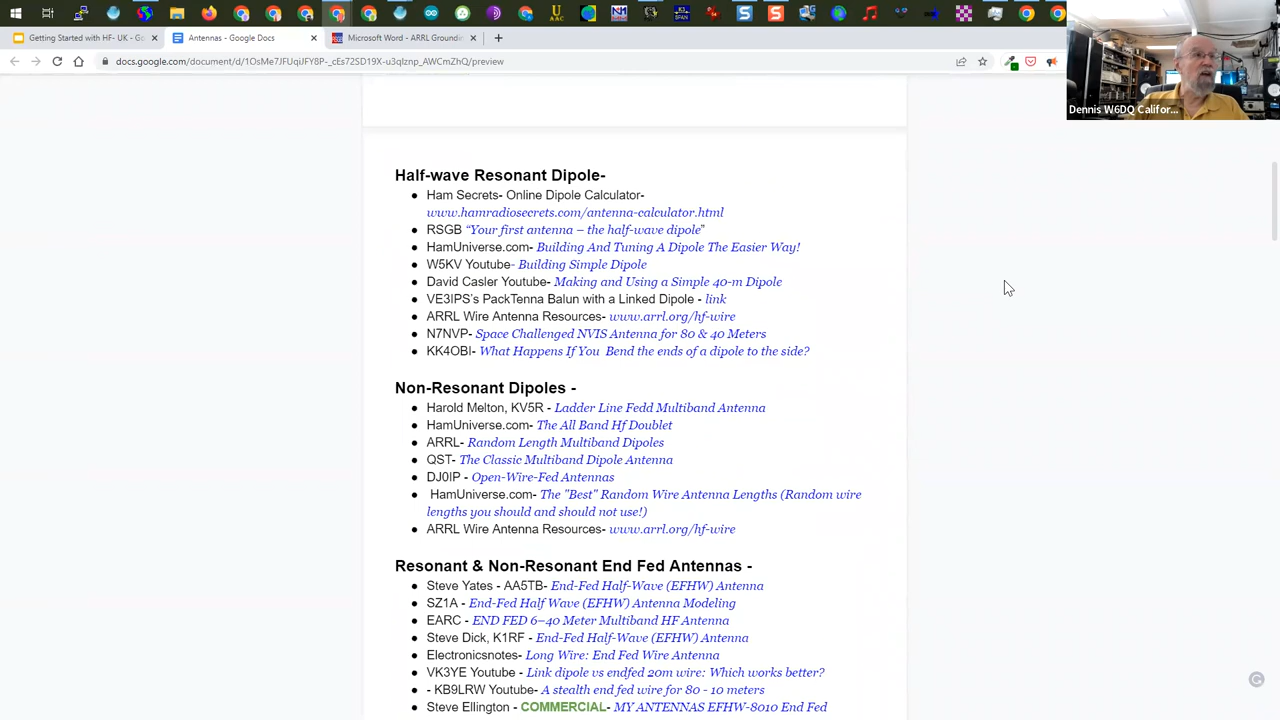 Getting Started with HF- UK - Go
Antennas - Google Docs
Microsoft Word - ARRL Groundin
docs.google.com/document/d/1OsMe7JFUqiJFY8P-_cEs72SD19X-u3qIznp_AWCmZhQ/preview
Dennis W6DQ Califor...
Half-wave Resonant Dipole-
Ham Secrets- Online Dipole Calculator-
www.hamradiosecrets.com/antenna-calculator.html
RSGB “Your first antenna – the half-wave dipole”
HamUniverse.com- Building And Tuning A Dipole The Easier Way!
W5KV Youtube- Building Simple Dipole
David Casler Youtube- Making and Using a Simple 40-m Dipole
VE3IPS's PackTenna Balun with a Linked Dipole - link
ARRL Wire Antenna Resources- www.arrl.org/hf-wire
N7NVP- Space Challenged NVIS Antenna for 80 & 40 Meters
KK4OBI- What Happens If You Bend the ends of a dipole to the side?
Non-Resonant Dipoles -
Harold Melton, KV5R - Ladder Line Fedd Multiband Antenna
HamUniverse.com- The All Band Hf Doublet
ARRL- Random Length Multiband Dipoles
QST- The Classic Multiband Dipole Antenna
DJ0IP - Open-Wire-Fed Antennas
HamUniverse.com- The "Best" Random Wire Antenna Lengths (Random wire
lengths you should and should not use!)
ARRL Wire Antenna Resources- www.arrl.org/hf-wire
Resonant & Non-Resonant End Fed Antennas -
Steve Yates - AA5TB- End-Fed Half-Wave (EFHW) Antenna
SZ1A - End-Fed Half Wave (EFHW) Antenna Modeling
EARC - END FED 6–40 Meter Multiband HF Antenna
Steve Dick, K1RF - End-Fed Half-Wave (EFHW) Antenna
Electronicsnotes- Long Wire: End Fed Wire Antenna
VK3YE Youtube - Link dipole vs endfed 20m wire: Which works better?
- KB9LRW Youtube- A stealth end fed wire for 80 - 10 meters
Steve Ellington - COMMERCIAL- MY ANTENNAS EFHW-8010 End Fed